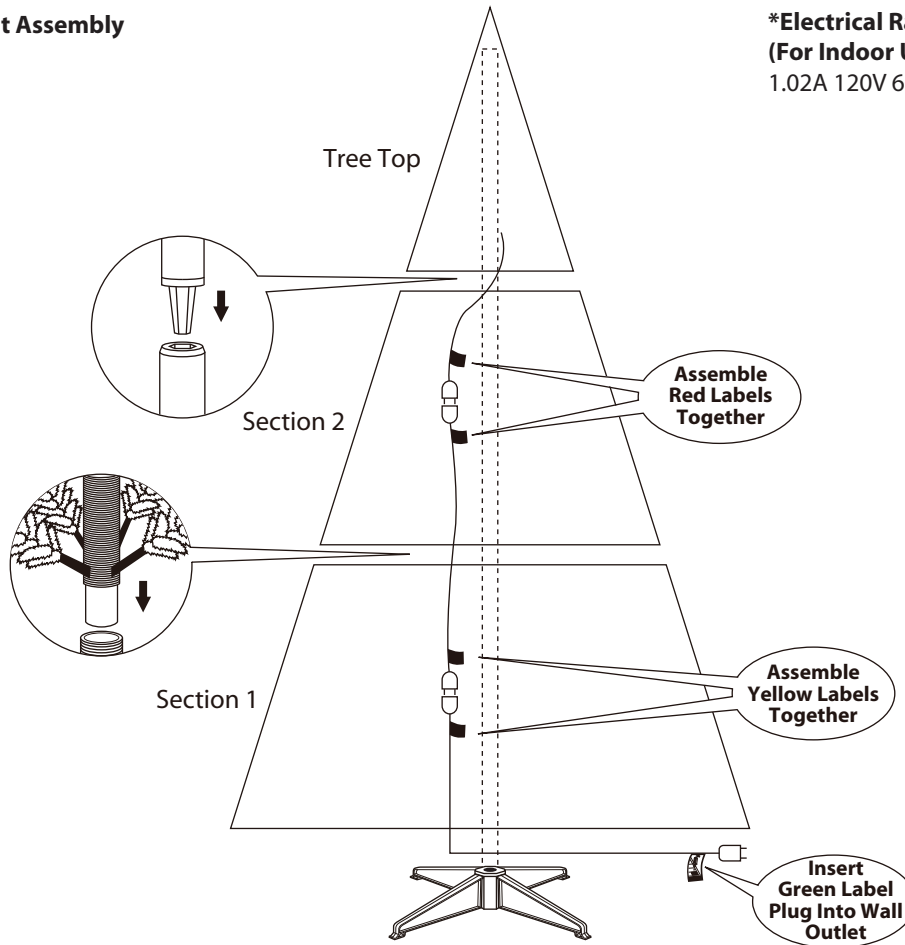 t Assembly
*Electrical Ra
(For Indoor U
1.02A 120V 6
Tree Top
Section 2
Assemble
Red Labels
Together
Section 1
Assemble
Yellow Labels
Together
Insert
Green Label
Plug Into Wall
Outlet